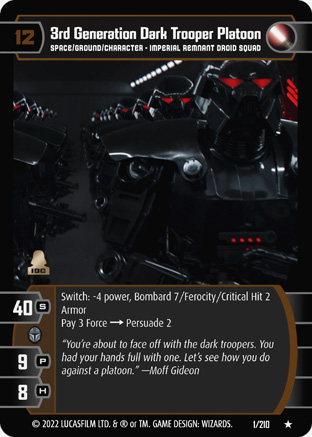 12
3rd Generation Dark Trooper Platoon
SPACE/GROUND/CHARACTER - IMPERIAL REMNANT DROID SQUAD
19C
40 S
9 P
8 H
Switch: -4 power, Bombard 7/Ferocity/Critical Hit 2
Armor
Pay 3 Force → Persuade 2
“You’re about to face off with the dark troopers. You
had your hands full with one. Let’s see how you do
against a platoon.” —Moff Gideon
© 2022 LUCASFILM LTD. & ® or TM. GAME DESIGN: WIZARDS.
1/210 ★